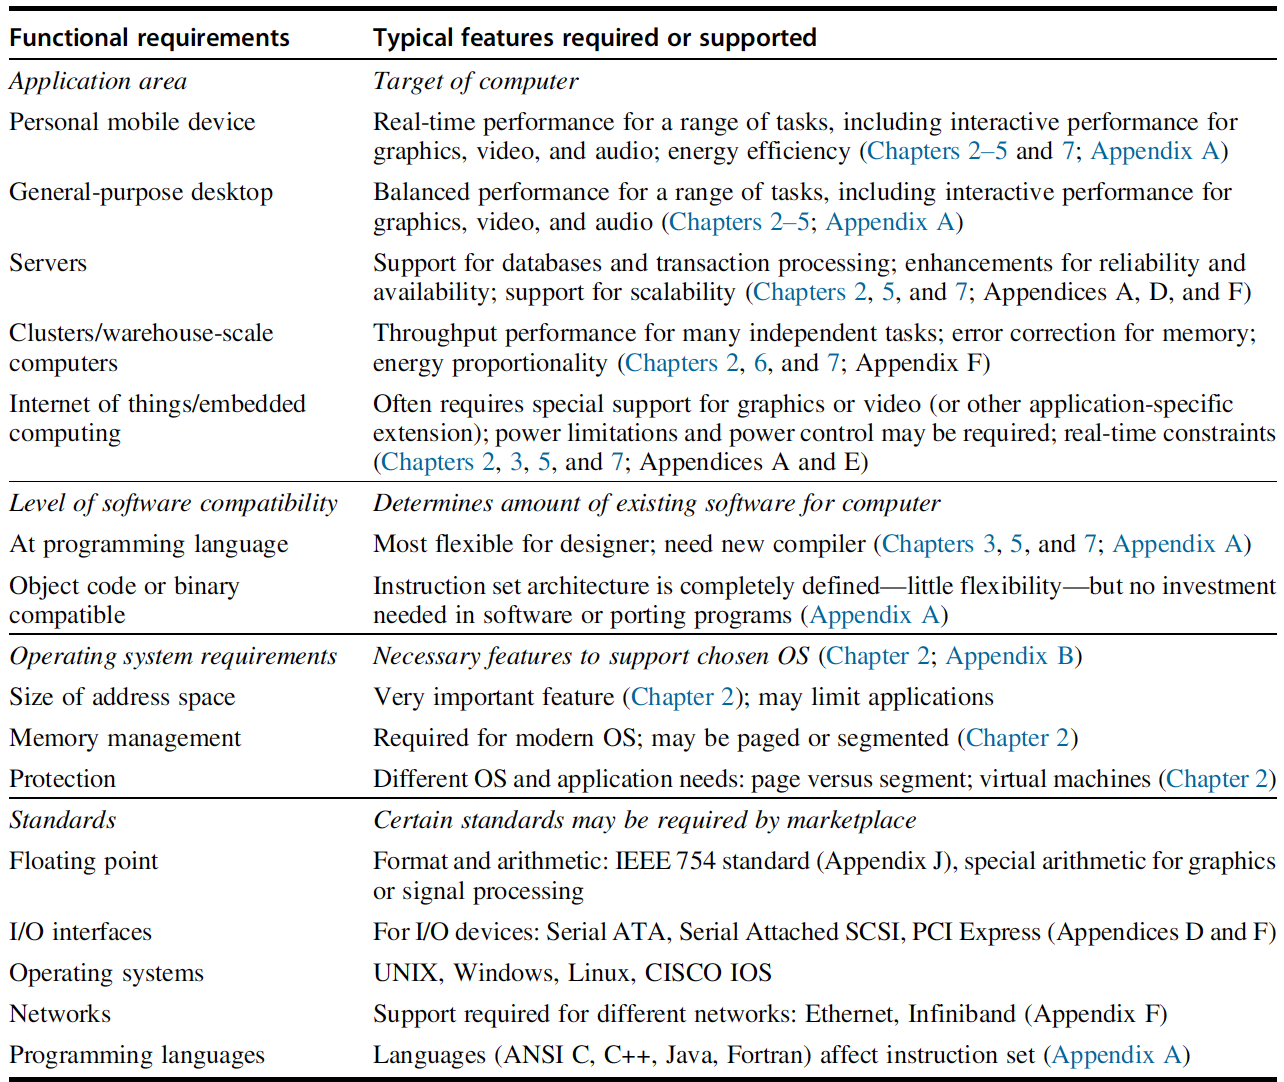 Functional requirements Typical features required or supported
Application area Target of computer
Personal mobile device Real-time performance for a range of tasks, including interactive performance for
graphics, video, and audio; energy efficiency (Chapters 2–5 and 7; Appendix A)
General-purpose desktop Balanced performance for a range of tasks, including interactive performance for
graphics, video, and audio (Chapters 2–5; Appendix A)
Servers Support for databases and transaction processing; enhancements for reliability and
availability; support for scalability (Chapters 2, 5, and 7; Appendices A, D, and F)
Clusters/warehouse-scale Throughput performance for many independent tasks; error correction for memory;
computers energy proportionality (Chapters 2, 6, and 7; Appendix F)
Internet of things/embedded Often requires special support for graphics or video (or other application-specific
computing extension); power limitations and power control may be required; real-time constraints
(Chapters 2, 3, 5, and 7; Appendices A and E)
Level of software compatibility Determines amount of existing software for computer
At programming language Most flexible for designer; need new compiler (Chapters 3, 5, and 7; Appendix A)
Object code or binary Instruction set architecture is completely defined—little flexibility—but no investment
compatible needed in software or porting programs (Appendix A)
Operating system requirements Necessary features to support chosen OS (Chapter 2; Appendix B)
Size of address space Very important feature (Chapter 2); may limit applications
Memory management Required for modern OS; may be paged or segmented (Chapter 2)
Protection Different OS and application needs: page versus segment; virtual machines (Chapter 2)
Standards Certain standards may be required by marketplace
Floating point Format and arithmetic: IEEE 754 standard (Appendix J), special arithmetic for graphics
or signal processing
I/O interfaces For I/O devices: Serial ATA, Serial Attached SCSI, PCI Express (Appendices D and F)
Operating systems UNIX, Windows, Linux, CISCO IOS
Networks Support required for different networks: Ethernet, Infiniband (Appendix F)
Programming languages Languages (ANSI C, C++, Java, Fortran) affect instruction set (Appendix A)